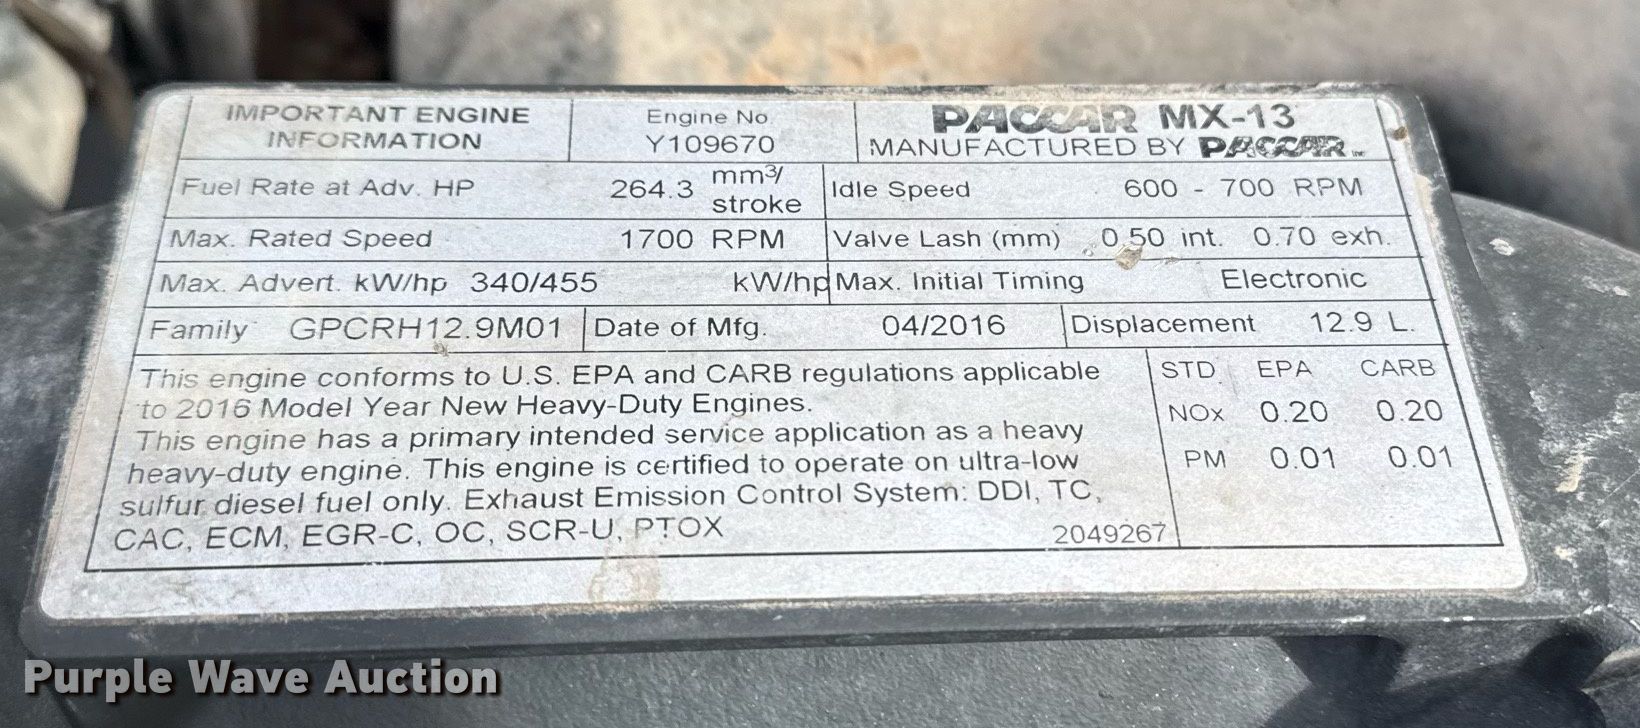 IMPORTANT ENGINE
INFORMATION
Engine No.
Y109670
PACCAR MX-13
MANUFACTURED BY PACCAR INC
Fuel Rate at Adv. HP 264.3 mm3/
stroke
Idle Speed 600 - 700 RPM
Max. Rated Speed 1700 RPM
Valve Lash (mm) 0.50 int. 0.70 exh.
Max. Advert. kW/hp 340/455 kW/hp
Max. Initial Timing Electronic
Family GPCRH12.9M01
Date of Mfg. 04/2016
Displacement 12.9 L.
This engine conforms to U.S. EPA and CARB regulations applicable
to 2016 Model Year New Heavy-Duty Engines.
This engine has a primary intended service application as a heavy
heavy-duty engine. This engine is certified to operate on ultra-low
sulfur diesel fuel only. Exhaust Emission Control System: DDI, TC,
CAC, ECM, EGR-C, OC, SCR-U, PTOX
2049267
STD. EPA CARB
NOx 0.20 0.20
PM 0.01 0.01
Purple Wave Auction